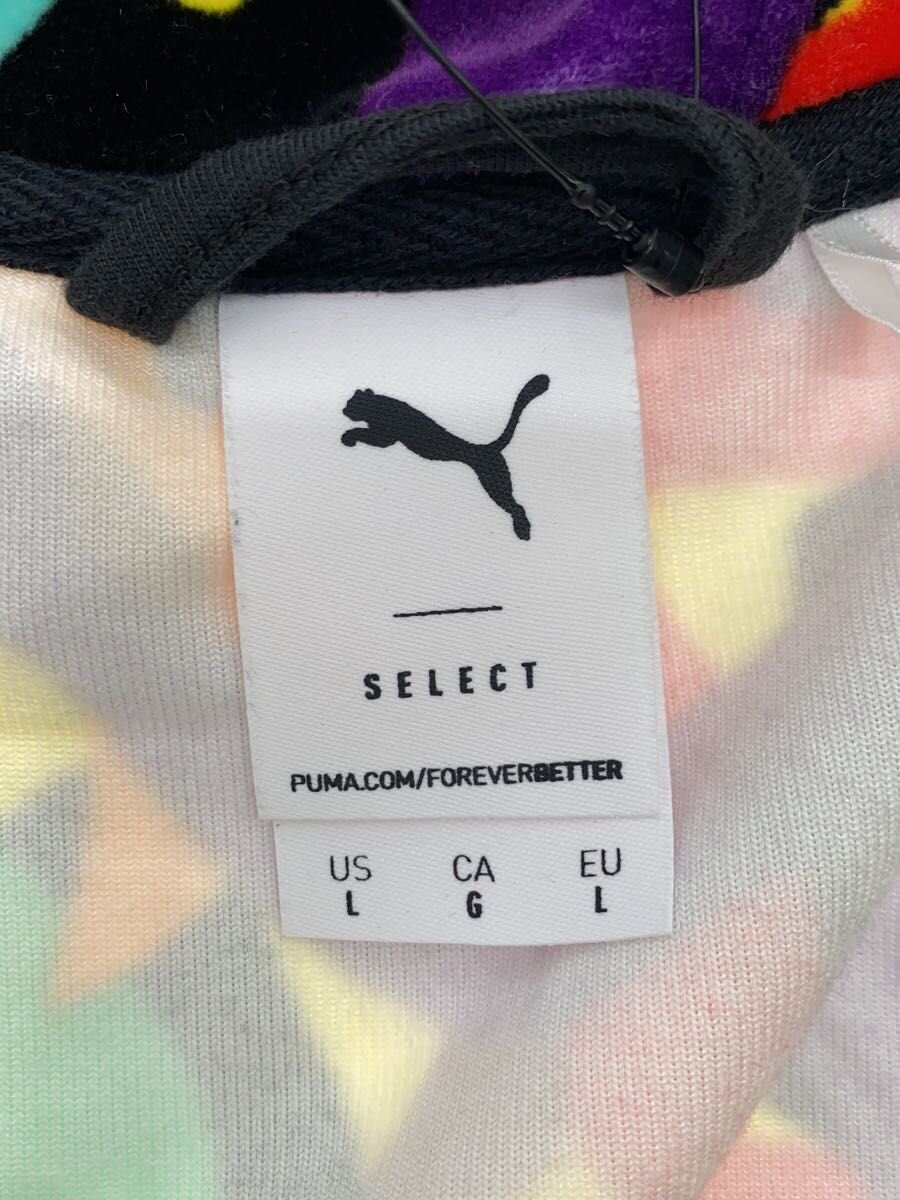 SELECT
PUMA.COM/FOREVERBETTER
US CA EU
L G L